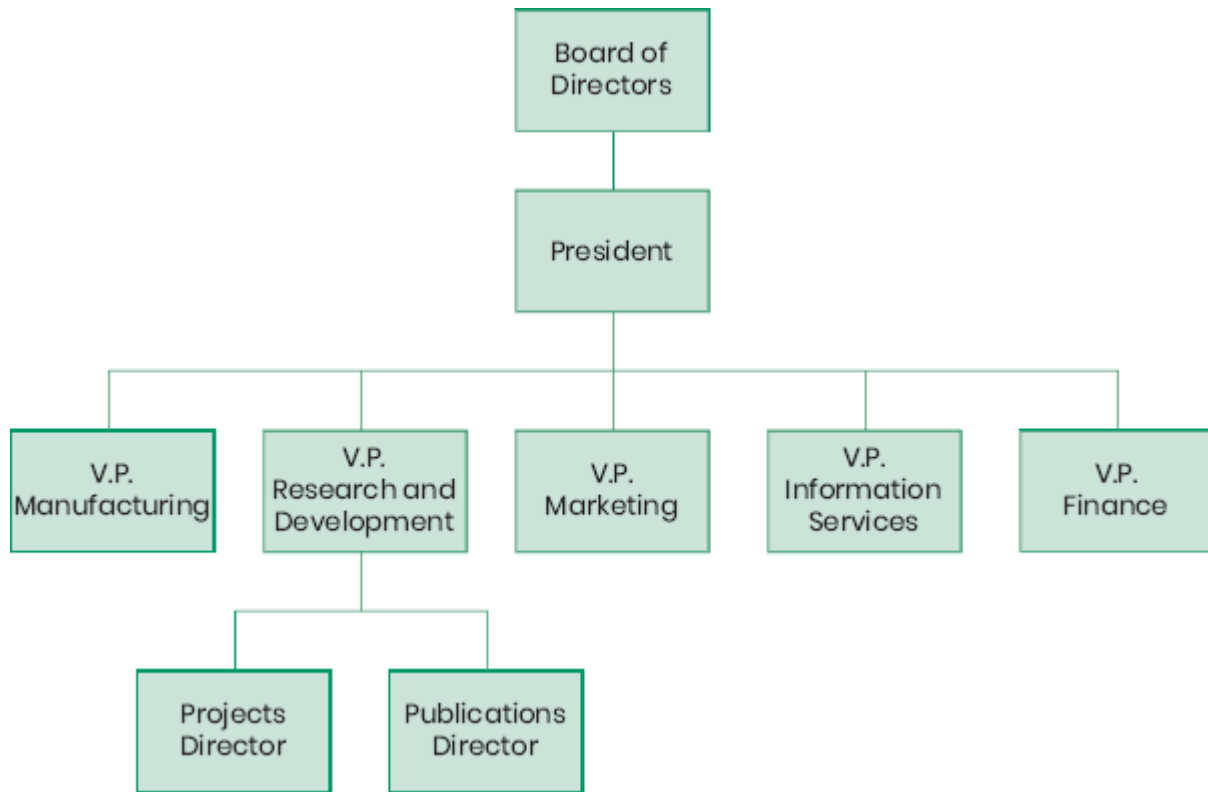 Board of
Directors
President
V.P.
Manufacturing
V.P.
Research and
Development
V.P.
Marketing
V.P.
Information
Services
V.P.
Finance
Projects
Director
Publications
Director